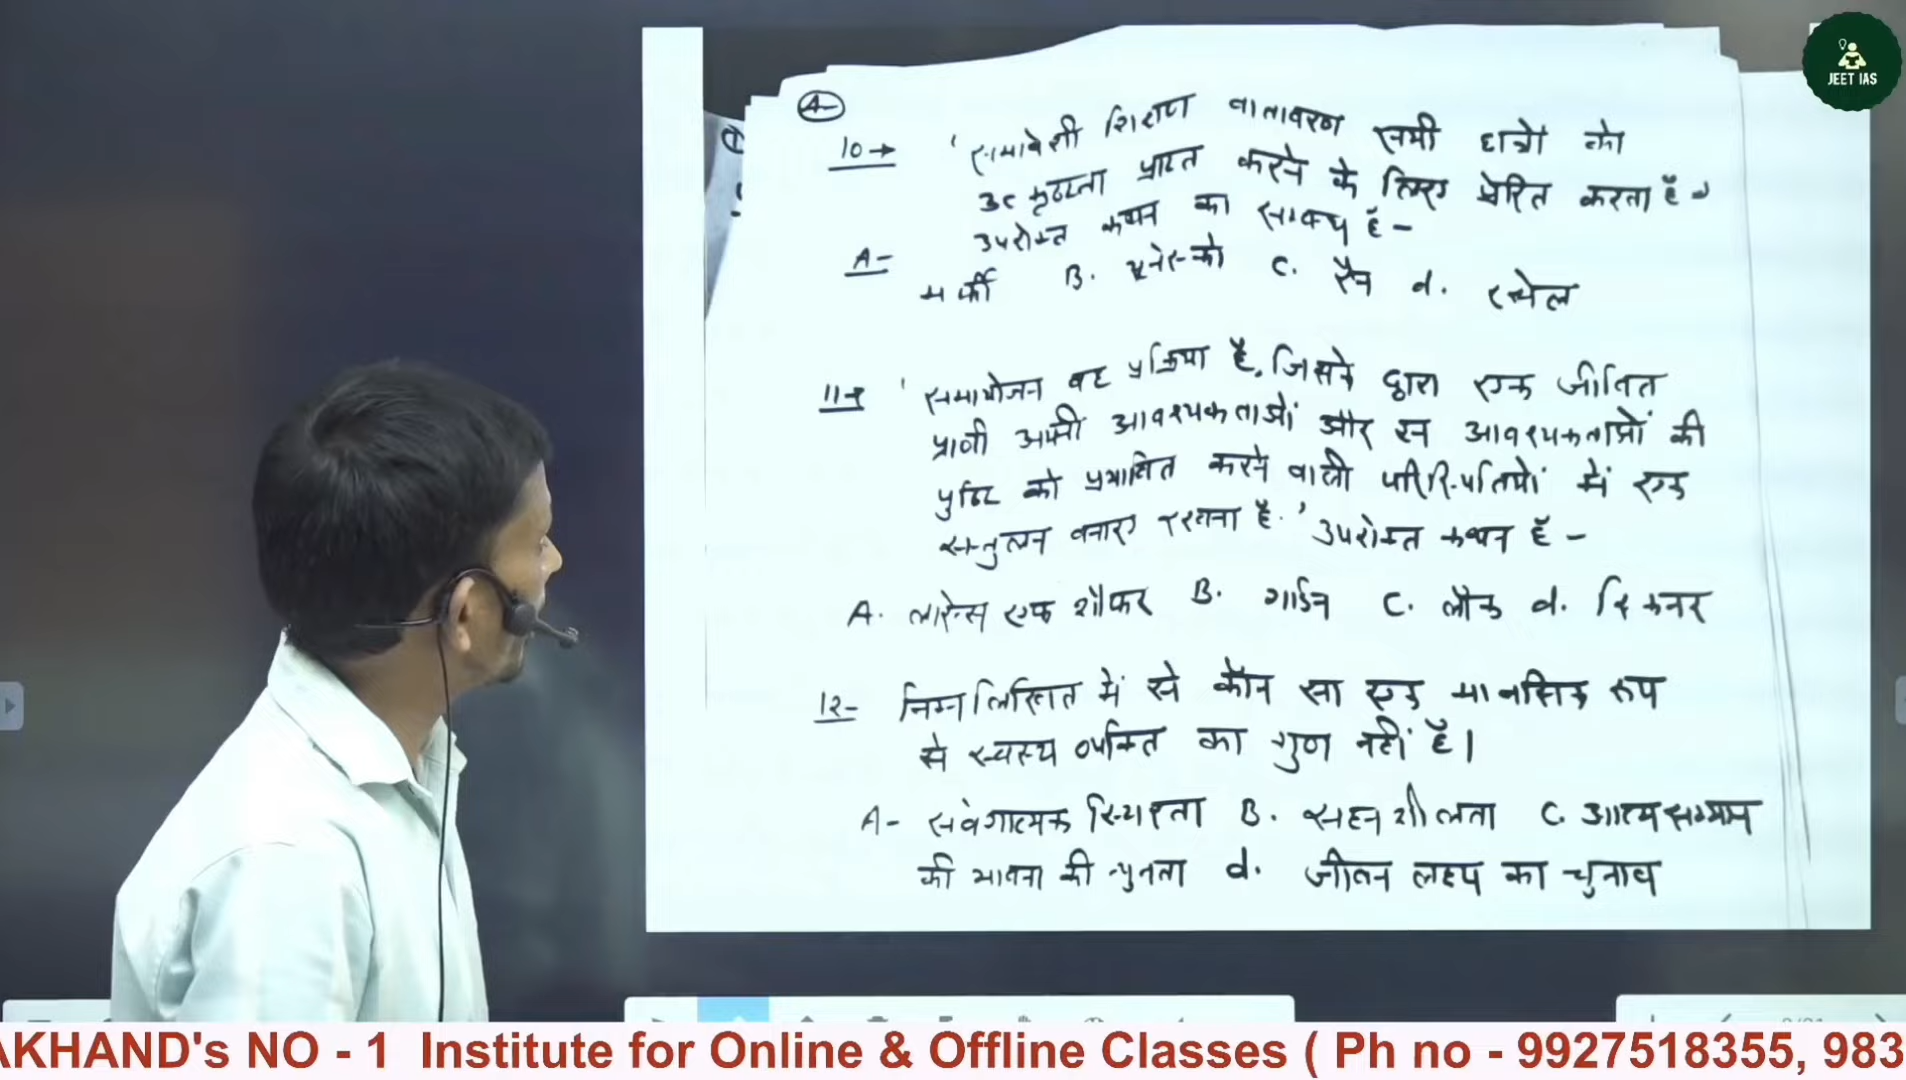 JEET IAS
4
10→ 'समावेशी शिक्षण वातावरण सभी छात्रों को
उत्कृष्टता प्राप्त करने के लिए प्रेरित करता है'
उपरोक्त कथन का सम्बन्ध है -
A- मर्फी B. यूनेस्को C. रैन d. रस्पेल
11→ 'समायोजन वह प्रक्रिया है, जिसके द्वारा एक जीवित
प्राणी अपनी आवश्यकताओं और इन आवश्यकताओं की
पुष्टि को प्रभावित करने वाली परिस्थितियों में एक
सन्तुलन बनाए रखना है.' उपरोक्त कथन है -
A. लारेन्स एफ शौफर B. गार्डन C. लौक d. स्किनर
12- निम्नलिखित में से कौन सा एक मानसिक रूप
से स्वस्थ व्यक्ति का गुण नहीं है।
A- संवेगात्मक स्थिरता B. सहनशीलता C. आत्मसम्मान
की भावना की न्युनता d. जीवन लक्ष्य का चुनाव
AKHAND's NO - 1 Institute for Online & Offline Classes ( Ph no - 9927518355, 983